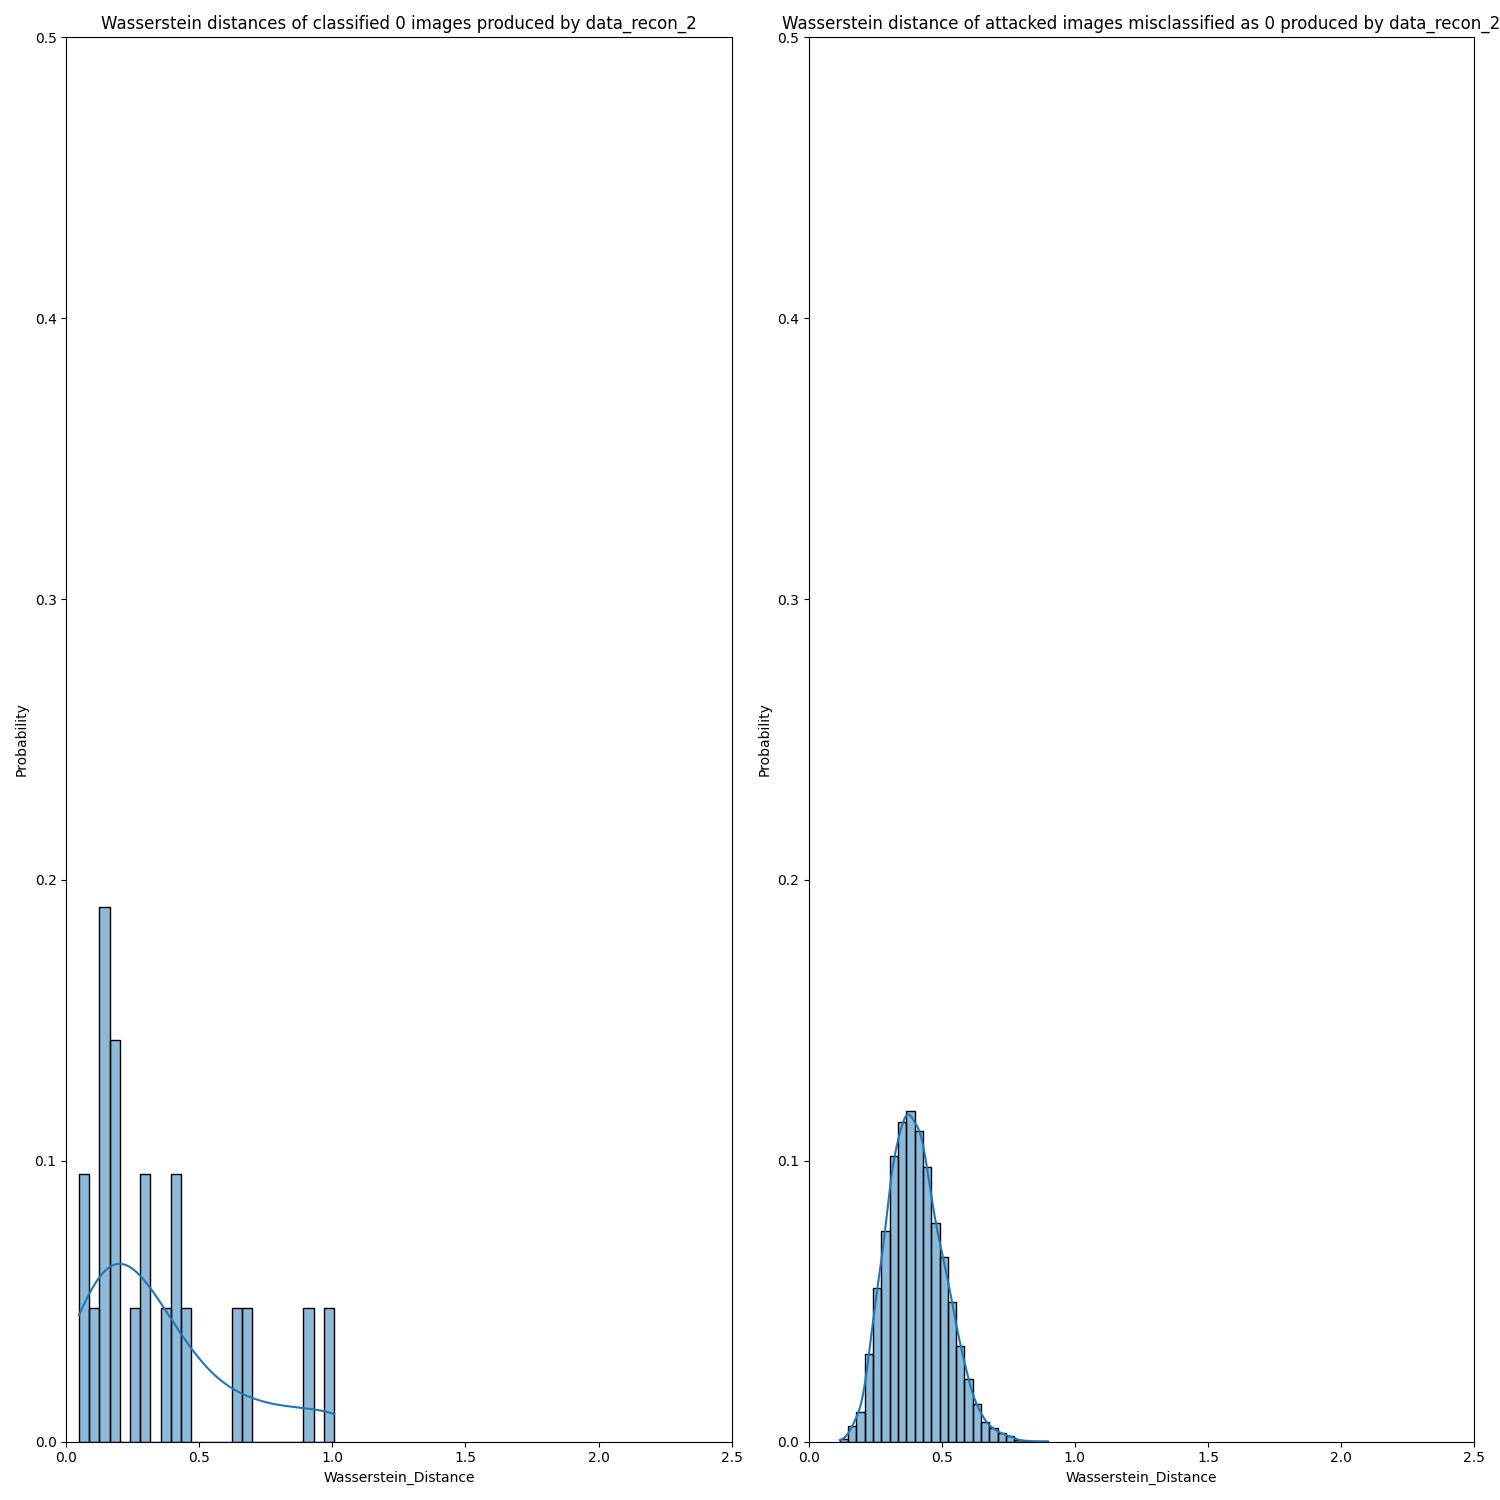 Wasserstein distances of classified 0 images produced by data_recon_2
0.5
0.4
0.3
0.2
0.1
0.0
Probability
0.0 0.5 1.0 1.5 2.0 2.5
Wasserstein_Distance
Wasserstein distance of attacked images misclassified as 0 produced by data_recon_2
0.5
0.4
0.3
0.2
0.1
0.0
Probability
0.0 0.5 1.0 1.5 2.0 2.5
Wasserstein_Distance